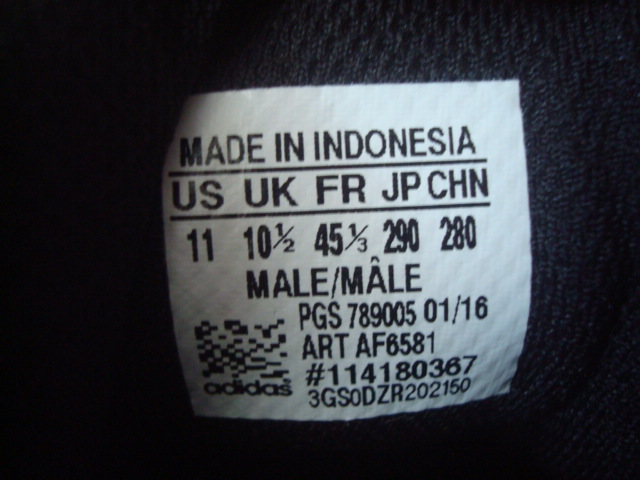 MADE IN INDONESIA
US UK FR JP CHN
11 10½ 45⅓ 290 280
MALE/MÂLE
PGS 789005 01/16
ART AF6581
#114180367
adidas 3GS0DZR202150